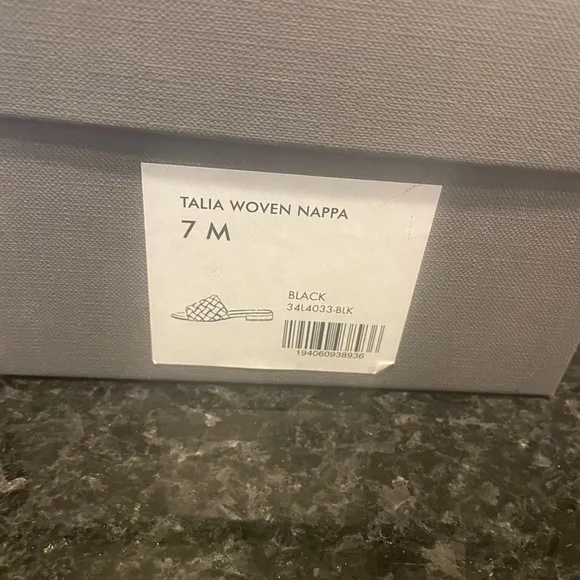 TALIA WOVEN NAPPA
7 M
BLACK
34L4033-BLK
194060938936